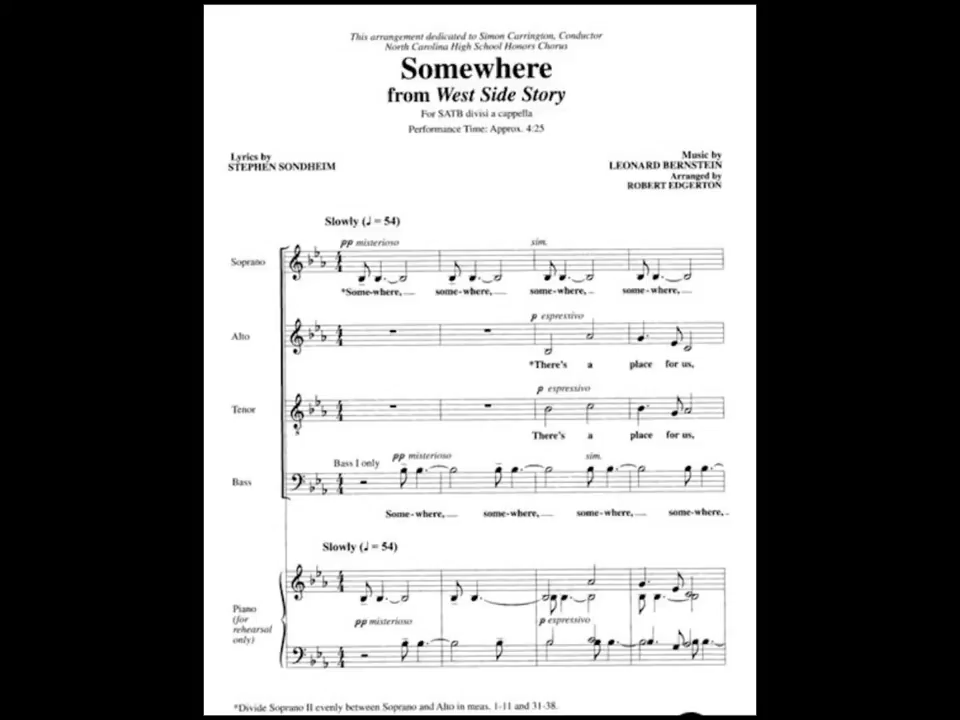 This arrangement dedicated to Simon Carrington, Conductor
North Carolina High School Honors Chorus
Somewhere
from West Side Story
For SATB divisi a cappella
Performance Time: Approx. 4:25
Lyrics by
STEPHEN SONDHEIM
Music by
LEONARD BERNSTEIN
Arranged by
ROBERT EDGERTON
Slowly (♩ = 54)
pp misterioso sim.
Soprano
*Some-where, some-where, some-where, some-where,
p espressivo
Alto
*There's a place for us,
p espressivo
Tenor
There's a place for us,
Bass I only pp misterioso sim.
Bass
Some-where, some-where, some-where, some-where,
Slowly (♩ = 54)
Piano
(for
rehearsal
only)
pp misterioso p espressivo
*Divide Soprano II evenly between Soprano and Alto in meas. 1-11 and 31-38.